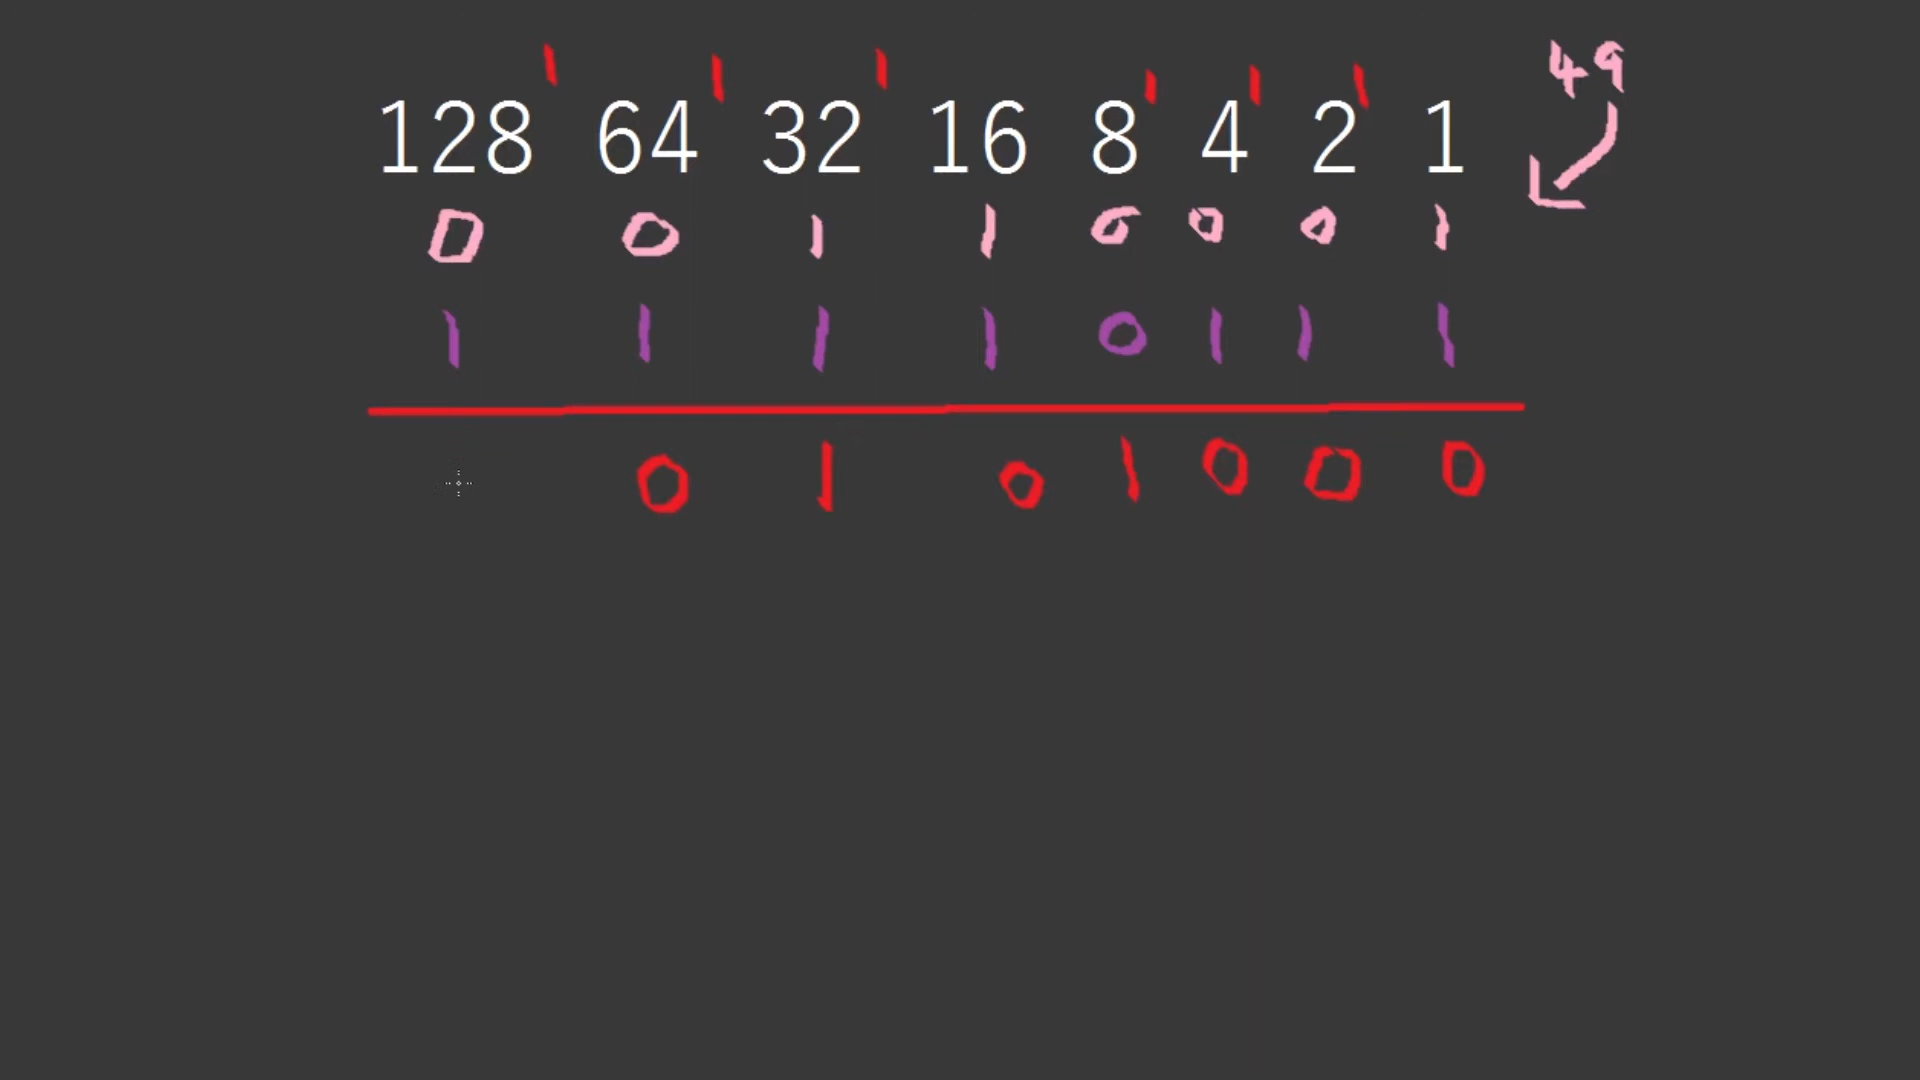 1 1 1 1 1 1 49
128 64 32 16 8 4 2 1
0 0 1 1 0 0 0 1
1 1 1 1 0 1 1 1
0 1 0 1 0 0 0